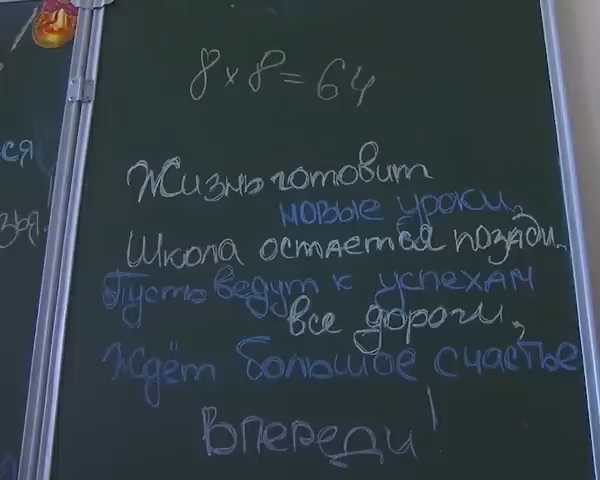 8 x 8 = 64
ся
Жизнь готовит
новые уроки,
Школа остается позади...
Пусть ведут к успехам
все дороги,
Ждёт большое счастье
Впереди!